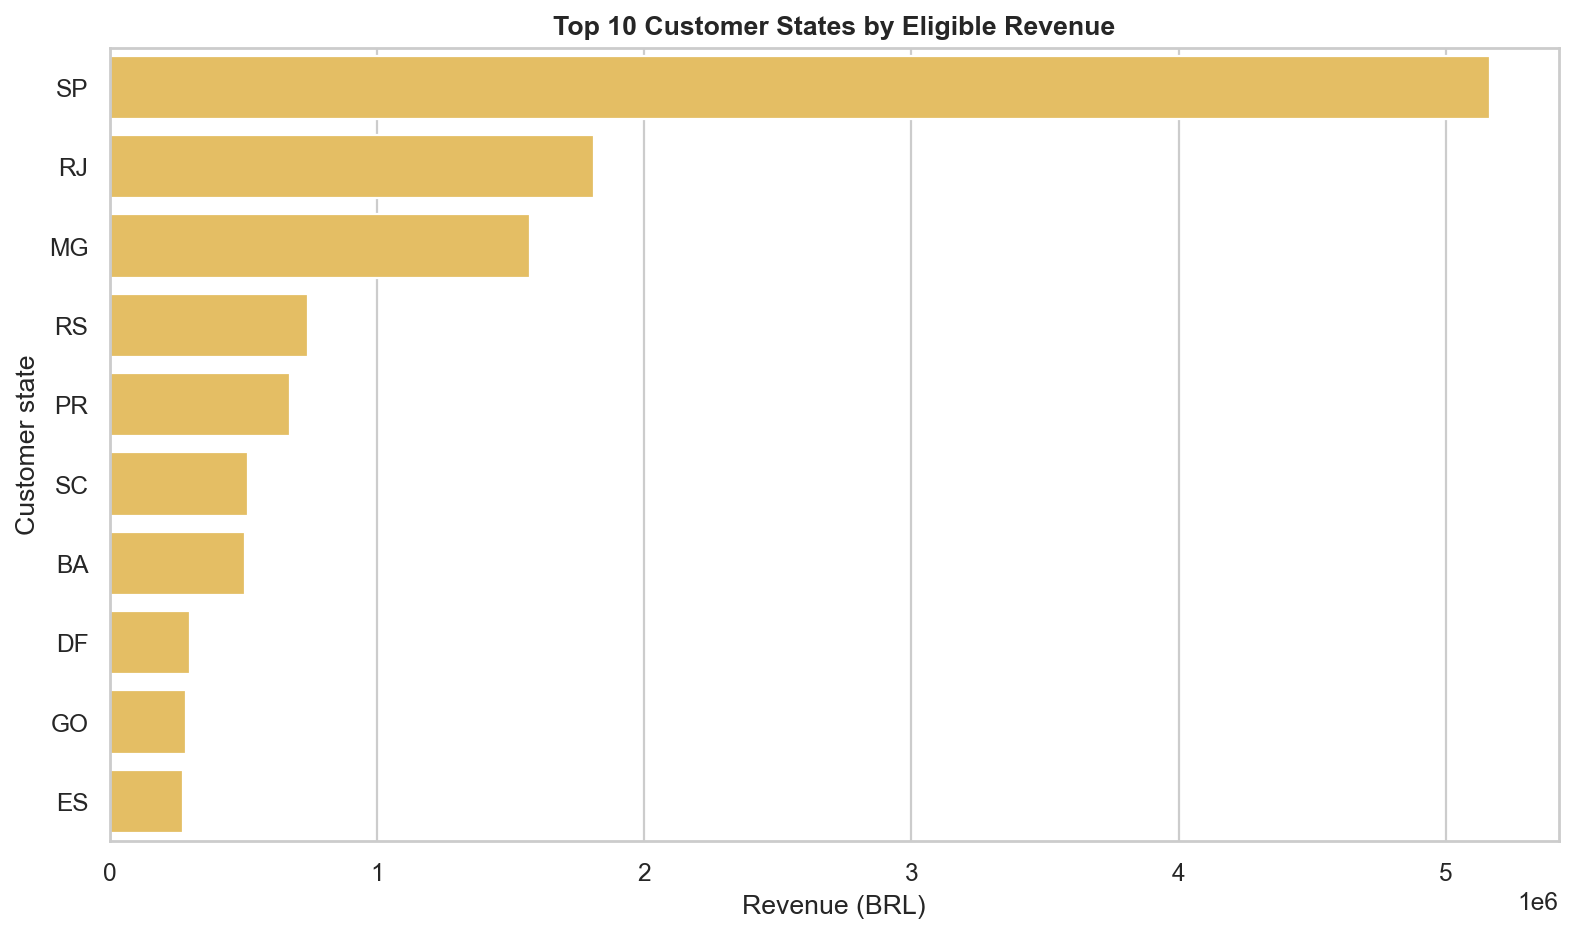 Top 10 Customer States by Eligible Revenue
Customer state
SP
RJ
MG
RS
PR
SC
BA
DF
GO
ES
0 1 2 3 4 5
1e6
Revenue (BRL)